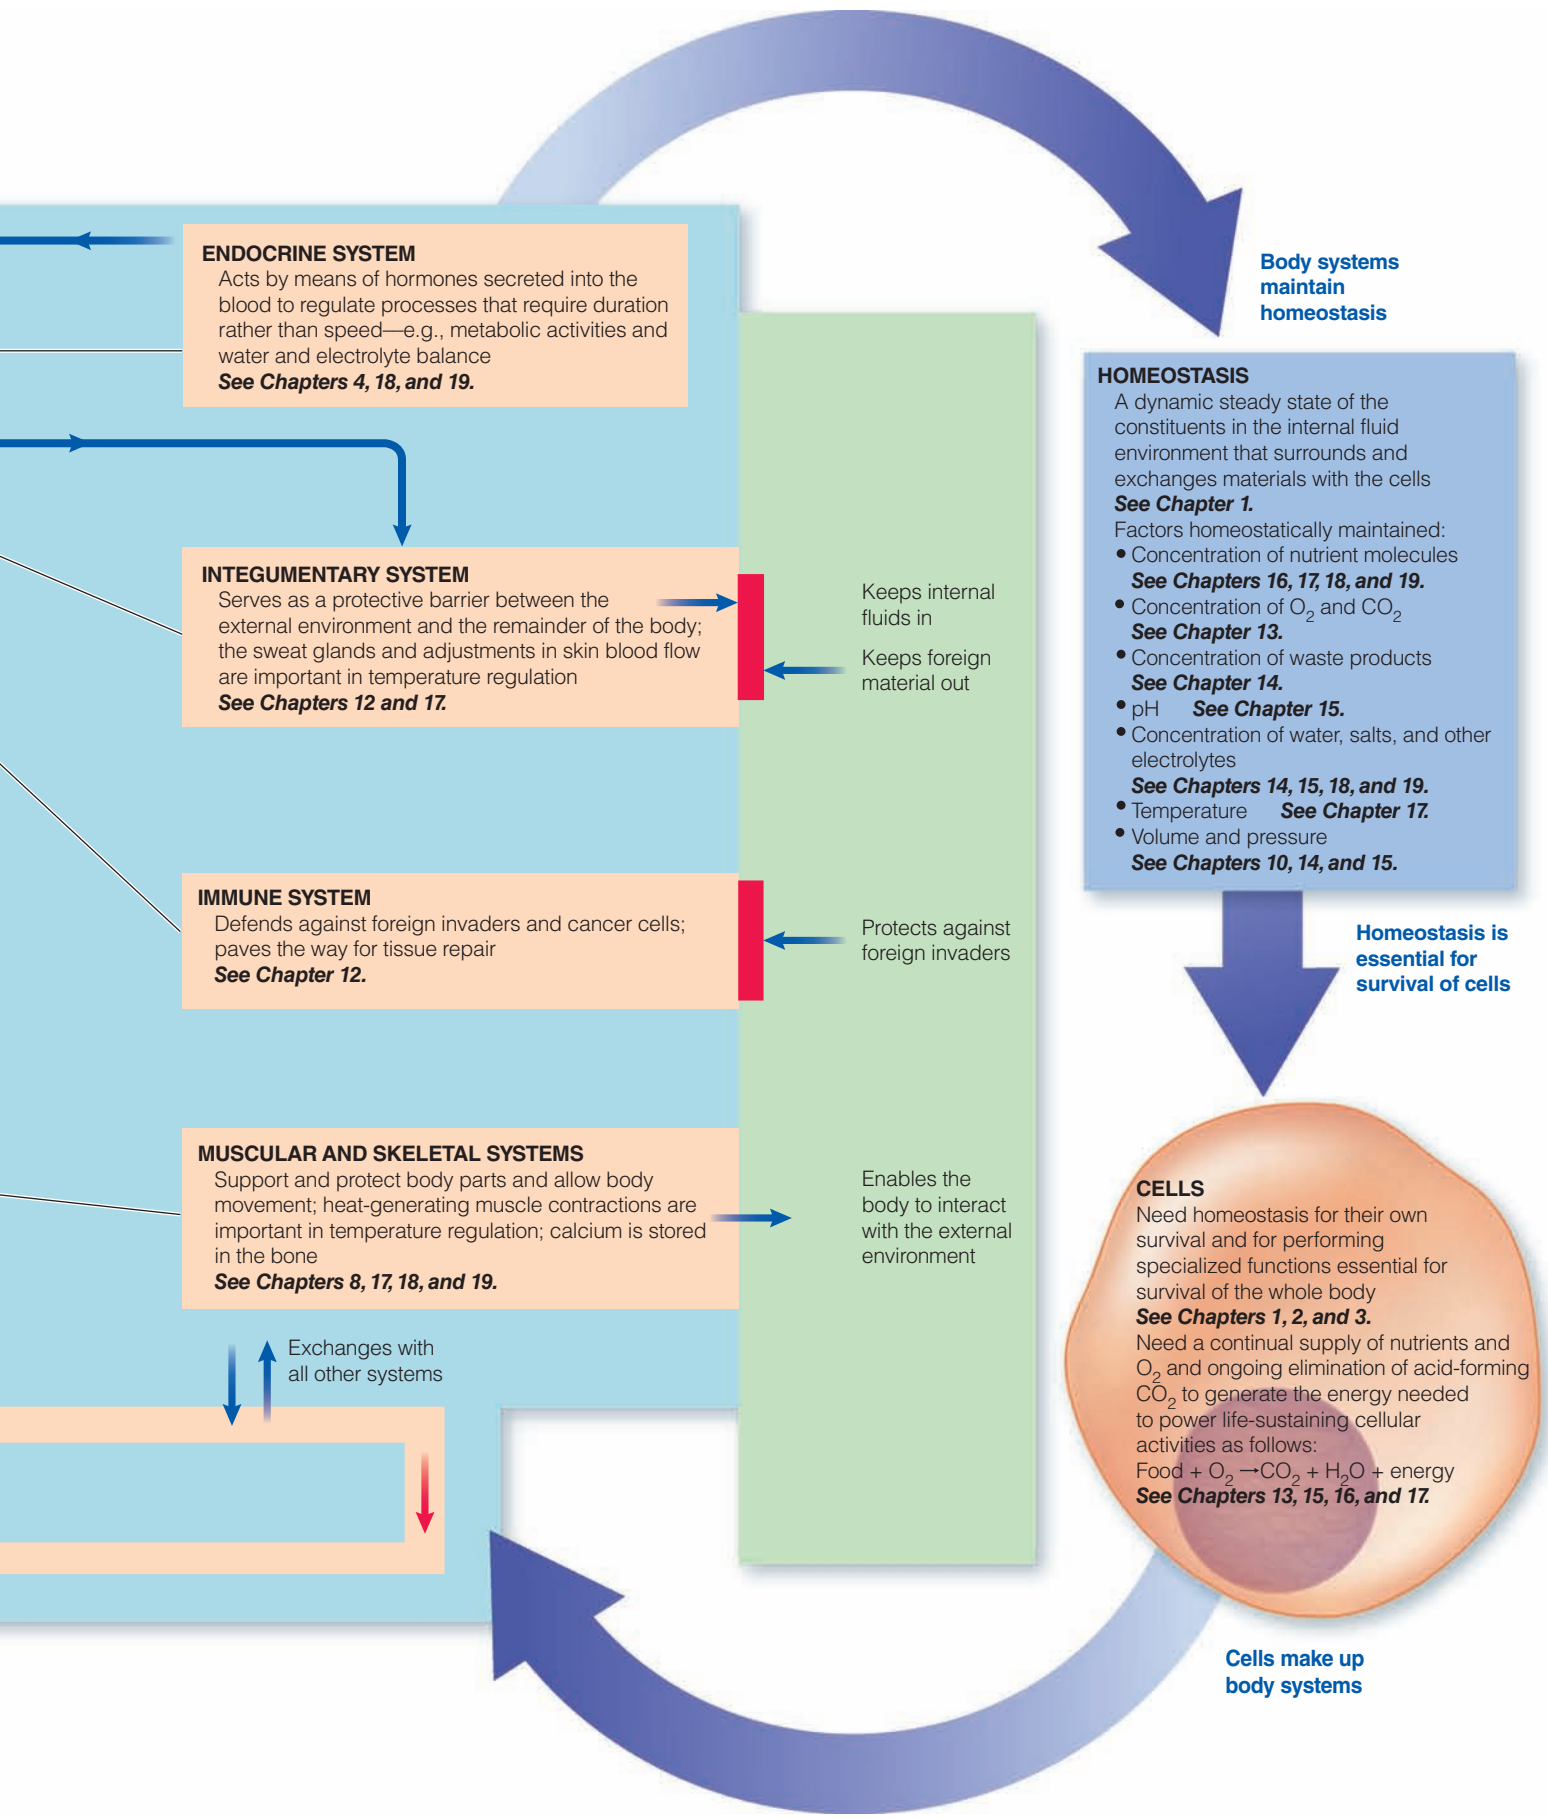 ENDOCRINE SYSTEM
Acts by means of hormones secreted into the
blood to regulate processes that require duration
rather than speed—e.g., metabolic activities and
water and electrolyte balance
See Chapters 4, 18, and 19.
INTEGUMENTARY SYSTEM
Serves as a protective barrier between the
external environment and the remainder of the body;
the sweat glands and adjustments in skin blood flow
are important in temperature regulation
See Chapters 12 and 17.
Keeps internal
fluids in
Keeps foreign
material out
IMMUNE SYSTEM
Defends against foreign invaders and cancer cells;
paves the way for tissue repair
See Chapter 12.
Protects against
foreign invaders
MUSCULAR AND SKELETAL SYSTEMS
Support and protect body parts and allow body
movement; heat-generating muscle contractions are
important in temperature regulation; calcium is stored
in the bone
See Chapters 8, 17, 18, and 19.
Enables the
body to interact
with the external
environment
Exchanges with
all other systems
Body systems
maintain
homeostasis
HOMEOSTASIS
A dynamic steady state of the
constituents in the internal fluid
environment that surrounds and
exchanges materials with the cells
See Chapter 1.
Factors homeostatically maintained:
• Concentration of nutrient molecules
See Chapters 16, 17, 18, and 19.
• Concentration of O₂ and CO₂
See Chapter 13.
• Concentration of waste products
See Chapter 14.
• pH See Chapter 15.
• Concentration of water, salts, and other
electrolytes
See Chapters 14, 15, 18, and 19.
• Temperature See Chapter 17.
• Volume and pressure
See Chapters 10, 14, and 15.
Homeostasis is
essential for
survival of cells
CELLS
Need homeostasis for their own
survival and for performing
specialized functions essential for
survival of the whole body
See Chapters 1, 2, and 3.
Need a continual supply of nutrients and
O₂ and ongoing elimination of acid-forming
CO₂ to generate the energy needed
to power life-sustaining cellular
activities as follows:
Food + O₂ → CO₂ + H₂O + energy
See Chapters 13, 15, 16, and 17.
Cells make up
body systems